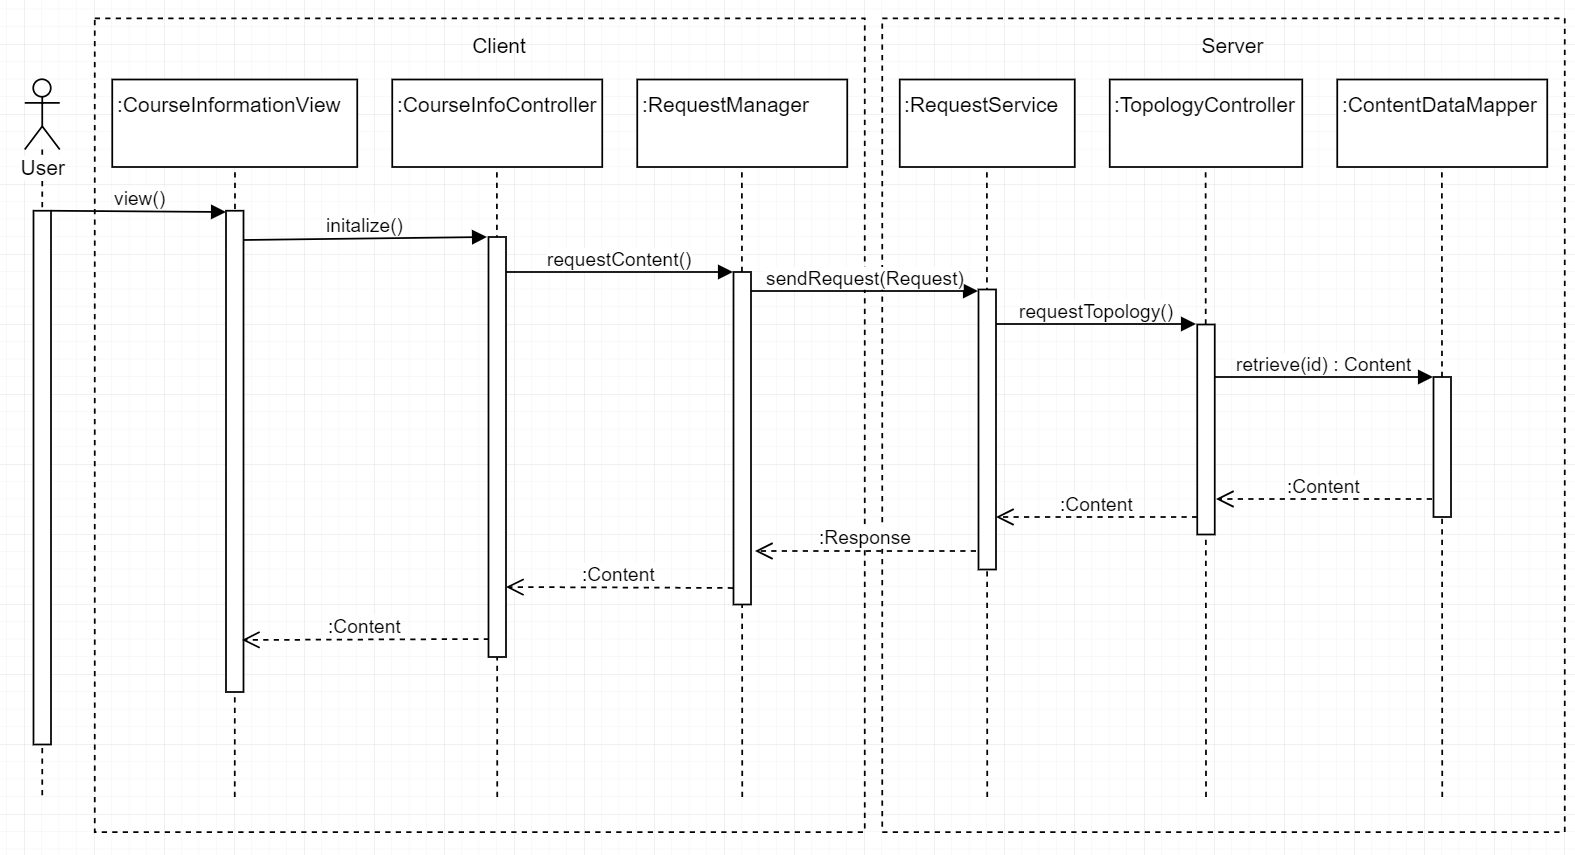 Client
Server
:CourseInformationView
:CourseInfoController
:RequestManager
:RequestService
:TopologyController
:ContentDataMapper
User
view()
initalize()
requestContent()
sendRequest(Request)
requestTopology()
retrieve(id) : Content
:Content
:Content
:Response
:Content
:Content